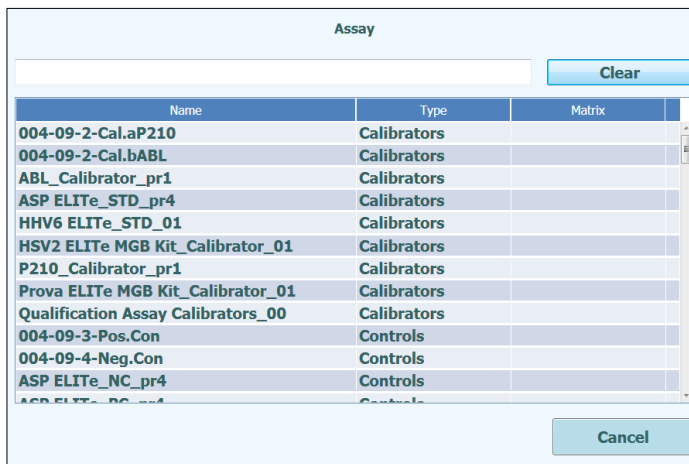 Assay
Clear
Name Type Matrix
004-09-2-Cal.aP210 Calibrators
004-09-2-Cal.bABL Calibrators
ABL_Calibrator_pr1 Calibrators
ASP ELITe_STD_pr4 Calibrators
HHV6 ELITe_STD_01 Calibrators
HSV2 ELITe MGB Kit_Calibrator_01 Calibrators
P210_Calibrator_pr1 Calibrators
Prova ELITe MGB Kit_Calibrator_01 Calibrators
Qualification Assay Calibrators_00 Calibrators
004-09-3-Pos.Con Controls
004-09-4-Neg.Con Controls
ASP ELITe_NC_pr4 Controls
ASP ELITe_PC_pr4 Controls
Cancel